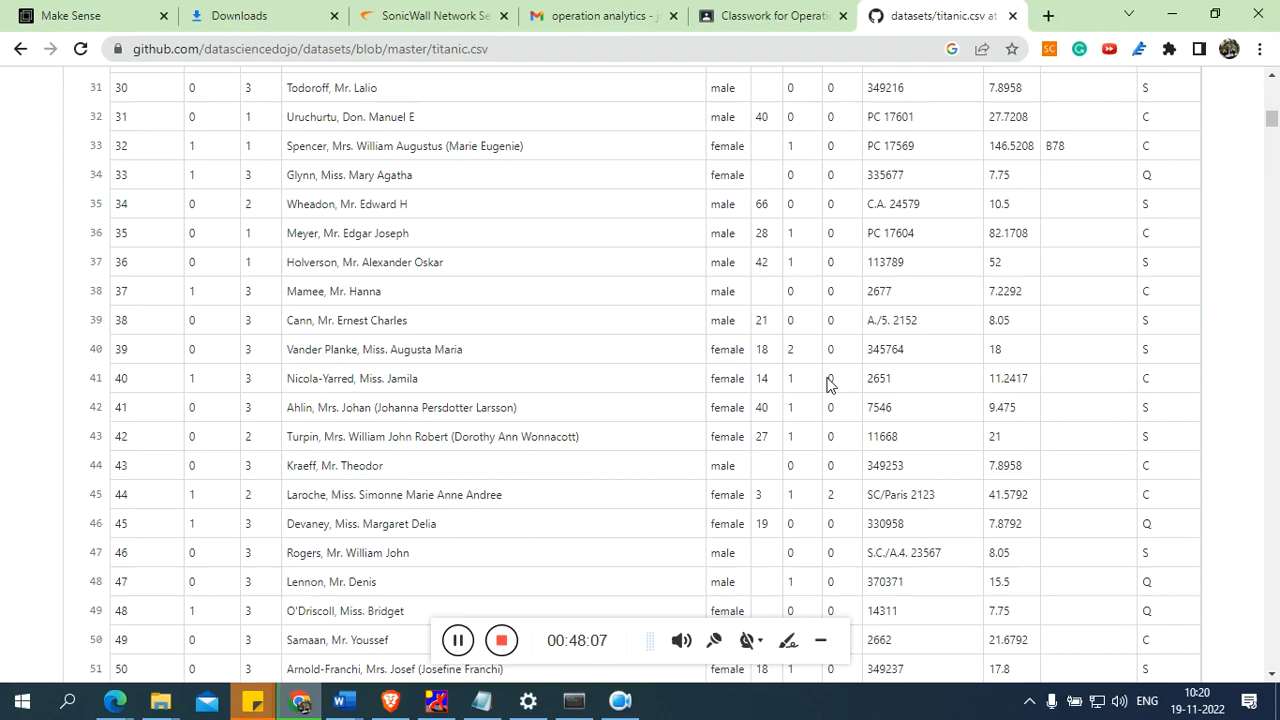 Make Sense Downloads SonicWall Network Se operation analytics - j Classwork for Operati datasets/titanic.csv at
github.com/datasciencedojo/datasets/blob/master/titanic.csv
31 30 0 3 Todoroff, Mr. Lalio male 0 0 349216 7.8958 S
32 31 0 1 Uruchurtu, Don. Manuel E male 40 0 0 PC 17601 27.7208 C
33 32 1 1 Spencer, Mrs. William Augustus (Marie Eugenie) female 1 0 PC 17569 146.5208 B78 C
34 33 1 3 Glynn, Miss. Mary Agatha female 0 0 335677 7.75 Q
35 34 0 2 Wheadon, Mr. Edward H male 66 0 0 C.A. 24579 10.5 S
36 35 0 1 Meyer, Mr. Edgar Joseph male 28 1 0 PC 17604 82.1708 C
37 36 0 1 Holverson, Mr. Alexander Oskar male 42 1 0 113789 52 S
38 37 1 3 Mamee, Mr. Hanna male 0 0 2677 7.2292 C
39 38 0 3 Cann, Mr. Ernest Charles male 21 0 0 A./5. 2152 8.05 S
40 39 0 3 Vander Planke, Miss. Augusta Maria female 18 2 0 345764 18 S
41 40 1 3 Nicola-Yarred, Miss. Jamila female 14 1 0 2651 11.2417 C
42 41 0 3 Ahlin, Mrs. Johan (Johanna Persdotter Larsson) female 40 1 0 7546 9.475 S
43 42 0 2 Turpin, Mrs. William John Robert (Dorothy Ann Wonnacott) female 27 1 0 11668 21 S
44 43 0 3 Kraeff, Mr. Theodor male 0 0 349253 7.8958 C
45 44 1 2 Laroche, Miss. Simonne Marie Anne Andree female 3 1 2 SC/Paris 2123 41.5792 C
46 45 1 3 Devaney, Miss. Margaret Delia female 19 0 0 330958 7.8792 Q
47 46 0 3 Rogers, Mr. William John male 0 0 S.C./A.4. 23567 8.05 S
48 47 0 3 Lennon, Mr. Denis male 1 0 370371 15.5 Q
49 48 1 3 O'Driscoll, Miss. Bridget female 0 0 14311 7.75 Q
50 49 0 3 Samaan, Mr. Youssef 2662 21.6792 C
00:48:07
51 50 0 3 Arnold-Franchi, Mrs. Josef (Josefine Franchi) female 18 1 0 349237 17.8 S
ENG 10:20
19-11-2022